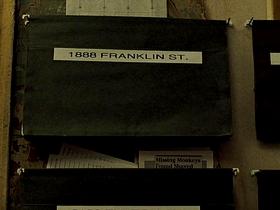 1888 FRANKLIN ST.
Missing Monkeys
Found Shaved